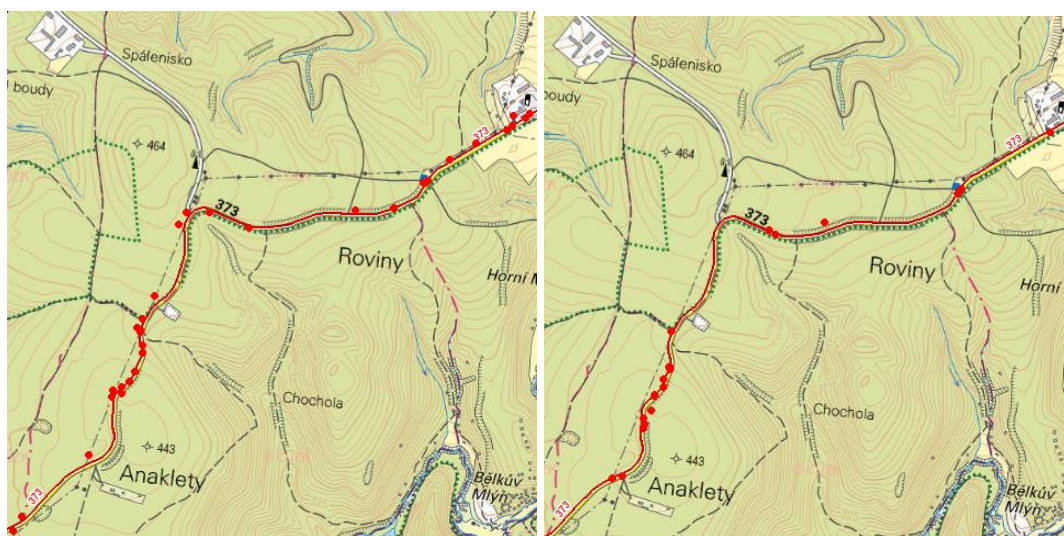 Spálenisko
boudy
464
373
373
Roviny
Horní M
Chochola
443
Anaklety
373
Bělkův
Mlýn
Spálenisko
boudy
464
373
373
Roviny
Horní
Chochola
443
Anaklety
373
Bělkův
Mlýn